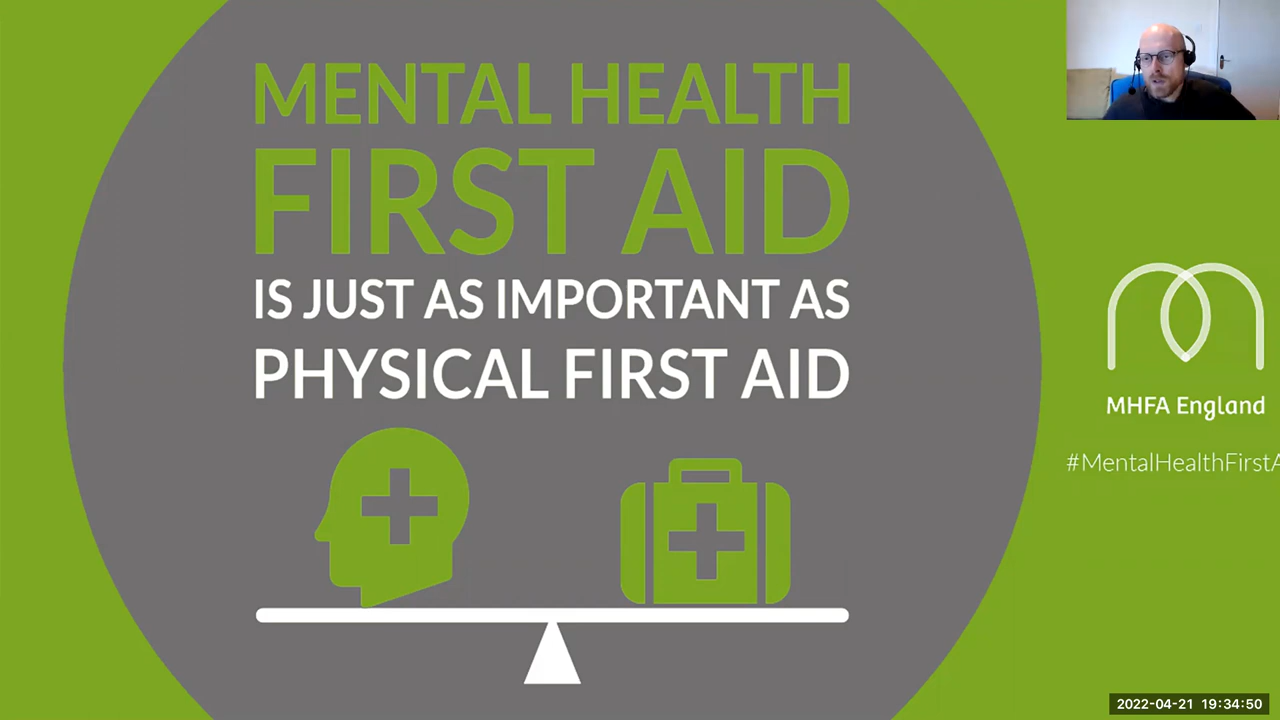 MENTAL HEALTH
FIRST AID
IS JUST AS IMPORTANT AS
PHYSICAL FIRST AID
MHFA England
#MentalHealthFirstA
2022-04-21 19:34:50